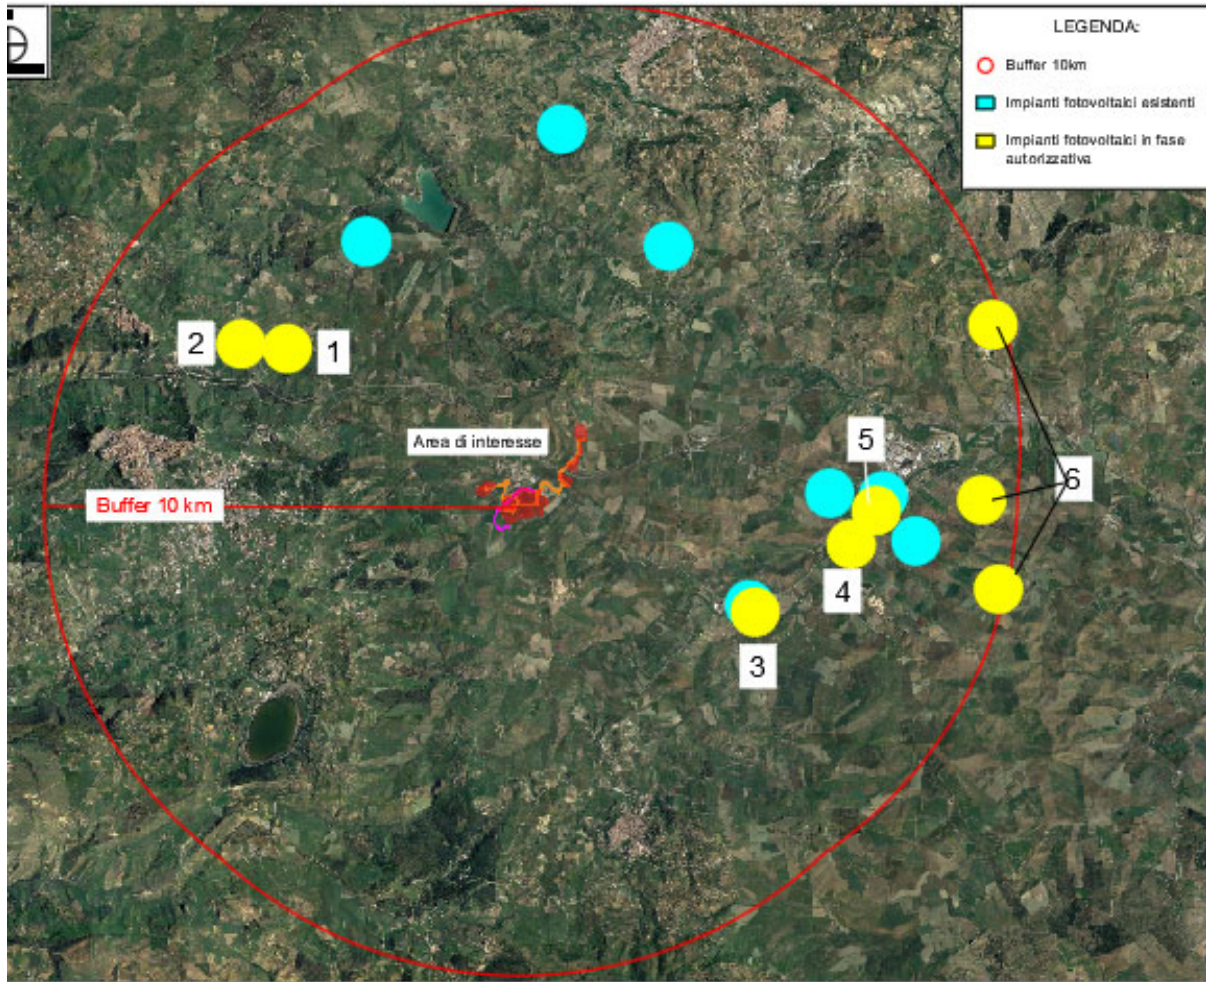 LEGENDA:
Buffer 10km
Impianti fotovoltaici esistenti
Impianti fotovoltaici in fase
autorizzativa
2
1
Area di interesse
5
6
Buffer 10 km
4
3